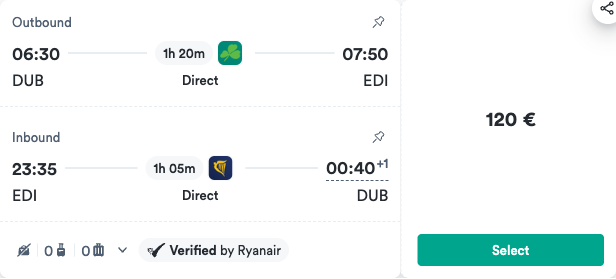 Outbound
06:30
1h 20m
07:50
DUB
Direct
EDI
Inbound
23:35
1h 05m
00:40+1
EDI
Direct
DUB
0 0 Verified by Ryanair
120 €
Select